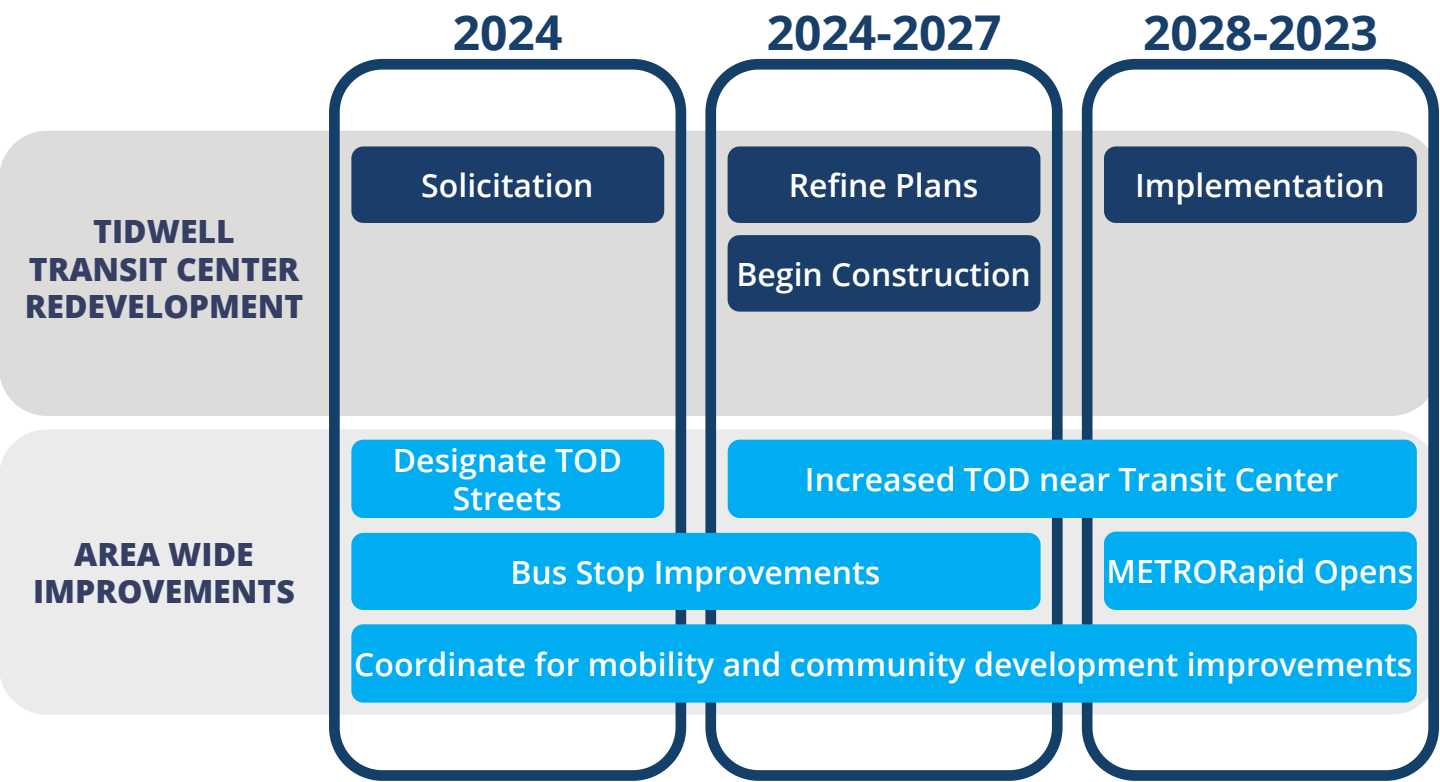 2024
2024-2027
2028-2023
TIDWELL
TRANSIT CENTER
REDEVELOPMENT
Solicitation
Refine Plans
Implementation
Begin Construction
AREA WIDE
IMPROVEMENTS
Designate TOD
Streets
Increased TOD near Transit Center
Bus Stop Improvements
METRORapid Opens
Coordinate for mobility and community development improvements